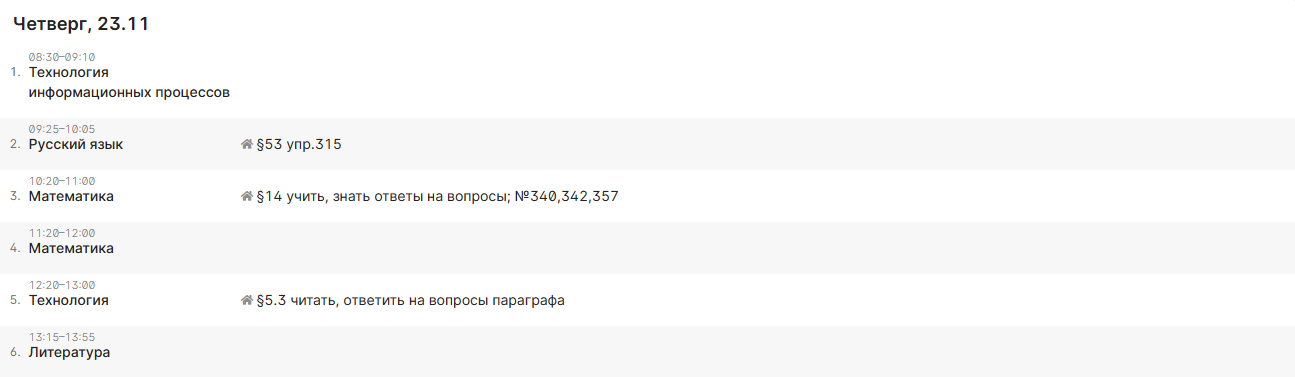 Четверг, 23.11
08:30–09:10
1. Технология
информационных процессов
09:25–10:05
2. Русский язык §53 упр.315
10:20–11:00
3. Математика §14 учить, знать ответы на вопросы; №340,342,357
11:20–12:00
4. Математика
12:20–13:00
5. Технология §5.3 читать, ответить на вопросы параграфа
13:15–13:55
6. Литература